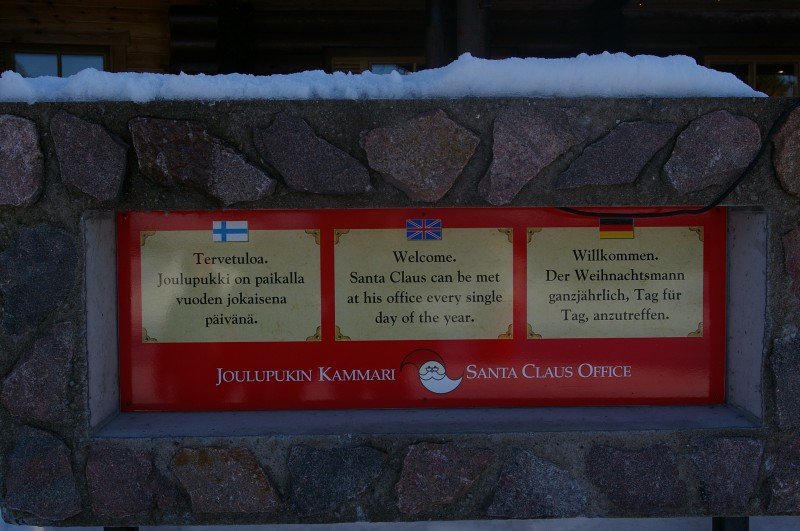 Tervetuloa.
Joulupukki on paikalla
vuoden jokaisena
päivänä.
Welcome.
Santa Claus can be met
at his office every single
day of the year.
Willkommen.
Der Weihnachtsmann
ganzjährlich, Tag für
Tag, anzutreffen.
JOULUPUKIN KAMMARI SANTA CLAUS OFFICE